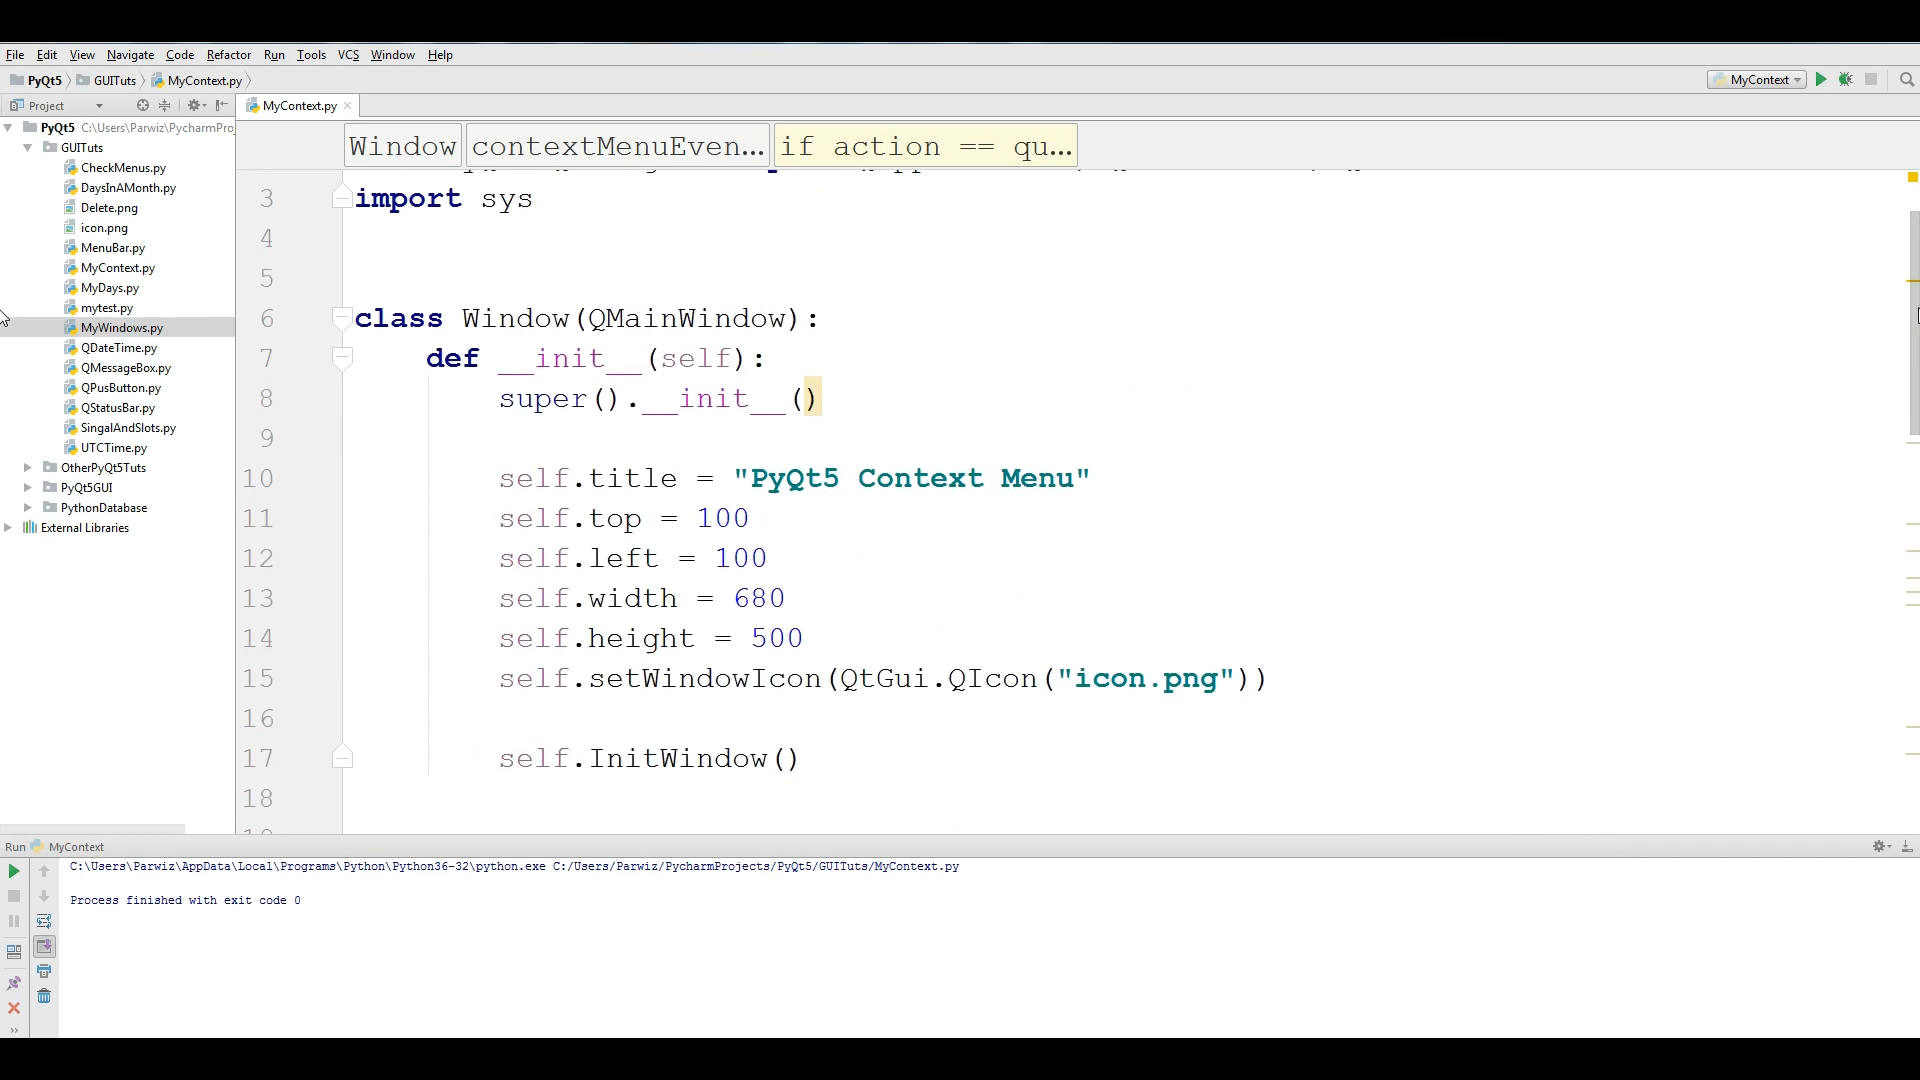 File Edit View Navigate Code Refactor Run Tools VCS Window Help
PyQt5 GUITuts MyContext.py MyContext
Project MyContext.py
Window contextMenuEven... if action == qu...
PyQt5 C:\Users\Parwiz\PycharmPro
GUITuts
CheckMenus.py
DaysInAMonth.py
Delete.png
icon.png
MenuBar.py
MyContext.py
MyDays.py
mytest.py
MyWindows.py
QDateTime.py
QMessageBox.py
QPusButton.py
QStatusBar.py
SingalAndSlots.py
UTCTime.py
OtherPyQt5Tuts
PyQt5GUI
PythonDatabase
External Libraries
3 import sys
4
5
6 class Window(QMainWindow):
7 def __init__(self):
8 super().__init__()
9
10 self.title = "PyQt5 Context Menu"
11 self.top = 100
12 self.left = 100
13 self.width = 680
14 self.height = 500
15 self.setWindowIcon(QtGui.QIcon("icon.png"))
16
17 self.InitWindow()
18
Run MyContext
C:\Users\Parwiz\AppData\Local\Programs\Python\Python36-32\python.exe C:/Users/Parwiz/PycharmProjects/PyQt5/GUITuts/MyContext.py
Process finished with exit code 0